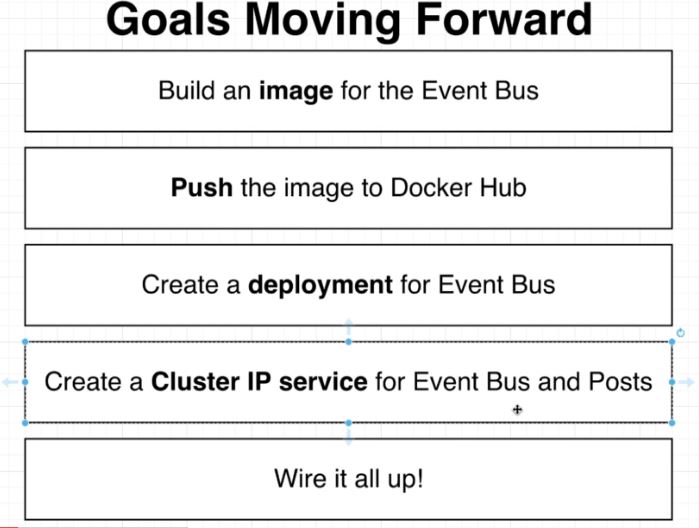 Goals Moving Forward
Build an image for the Event Bus
Push the image to Docker Hub
Create a deployment for Event Bus
Create a Cluster IP service for Event Bus and Posts
Wire it all up!